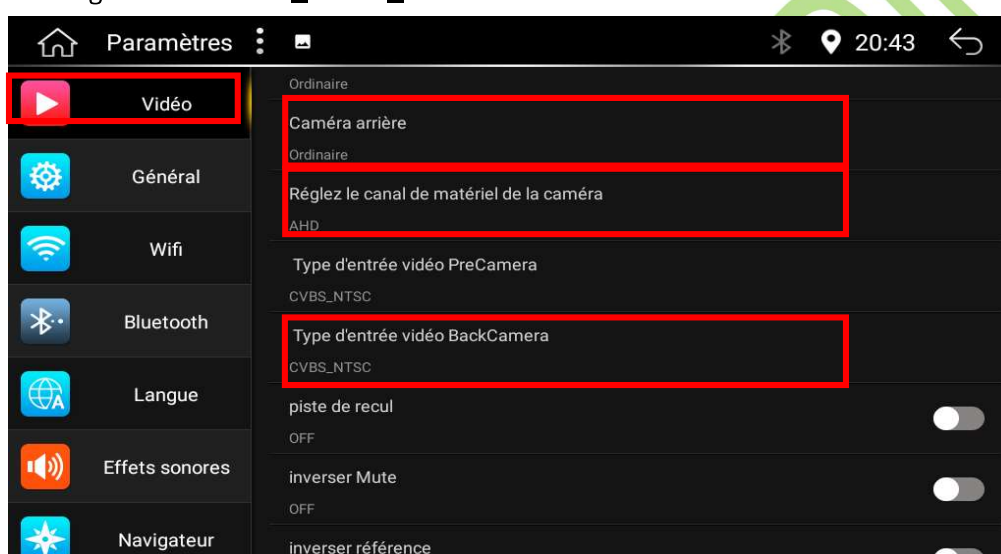 Paramètres
20:43
Vidéo
Général
Wifi
Bluetooth
Langue
Effets sonores
Navigateur
Ordinaire
Caméra arrière
Ordinaire
Réglez le canal de matériel de la caméra
AHD
Type d'entrée vidéo PreCamera
CVBS_NTSC
Type d'entrée vidéo BackCamera
CVBS_NTSC
piste de recul
OFF
inverser Mute
OFF
inverser référence